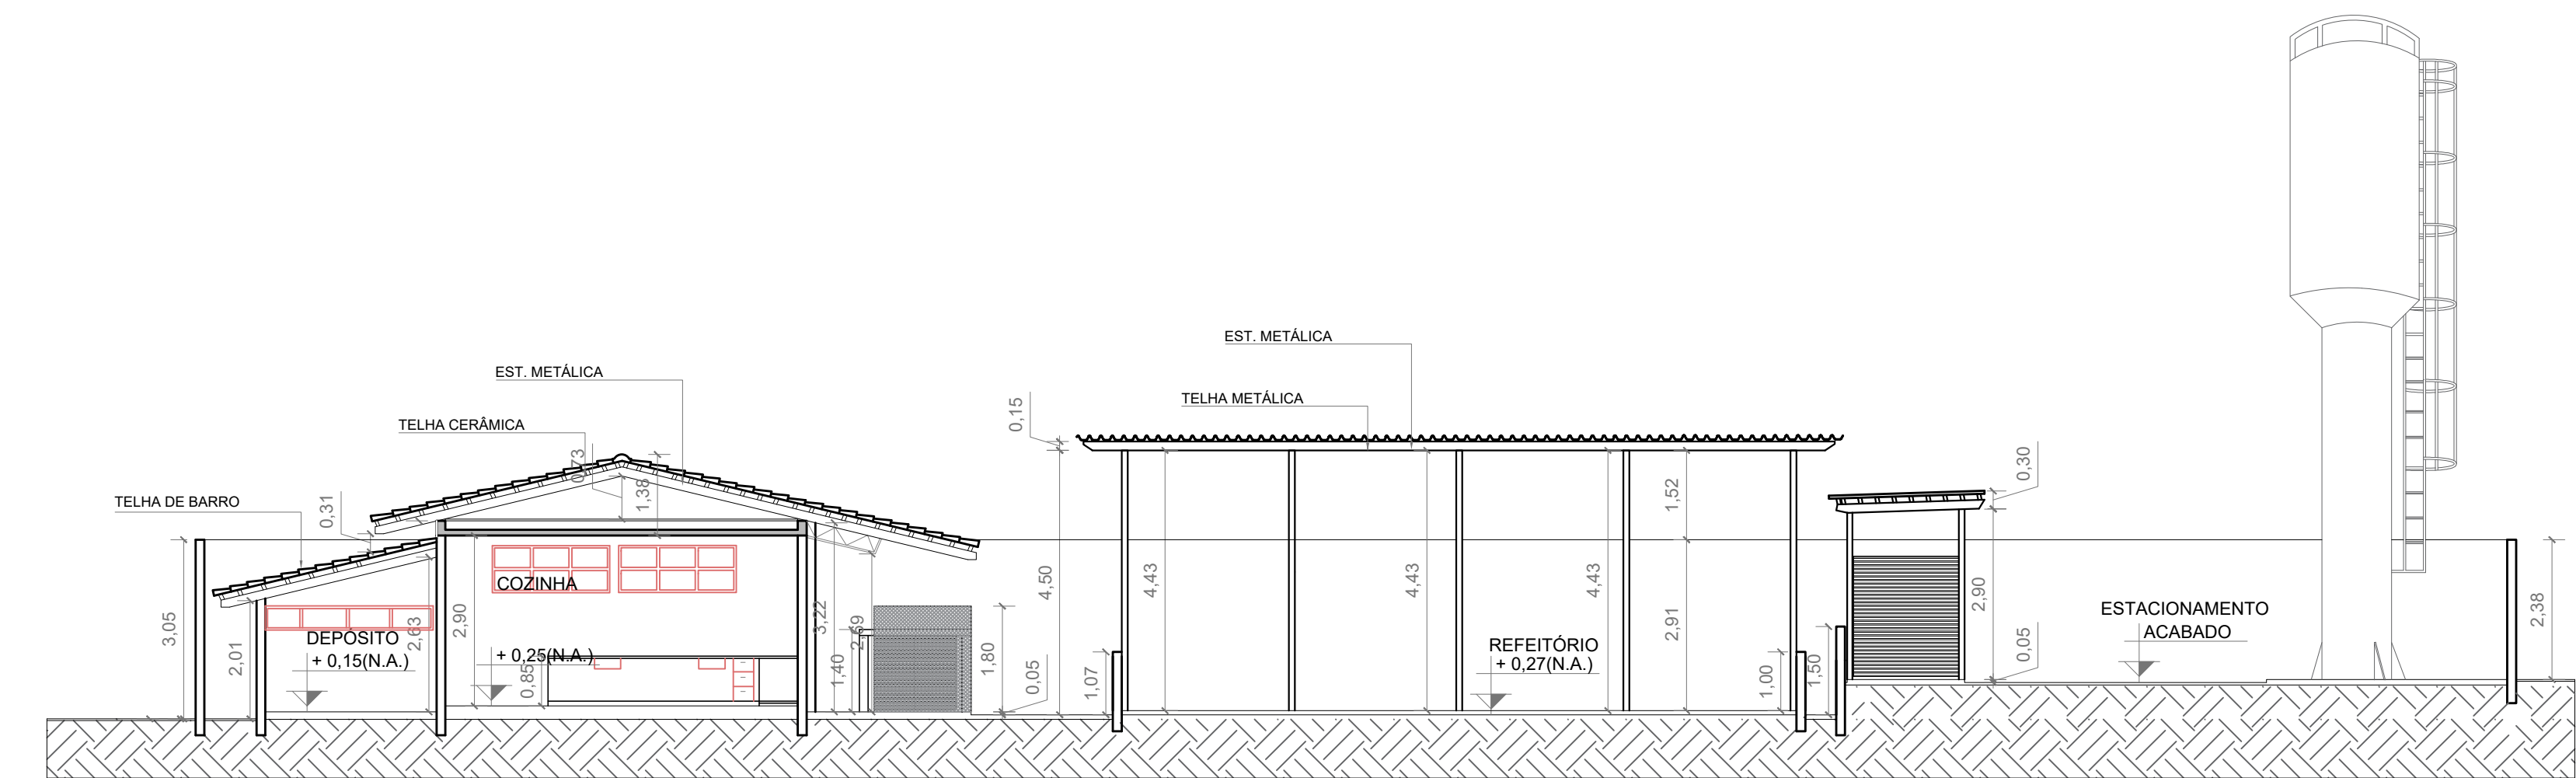 EST. METÁLICA
EST. METÁLICA
TELHA METÁLICA
0,15
TELHA CERÂMICA
0,73
1,38
TELHA DE BARRO
0,31
0,30
1,52
3,05
2,01
DEPÓSITO
+ 0,15(N.A.)
2,63
2,90
COZINHA
+ 0,25(N.A.)
0,85
3,22
1,40
2,69
1,80
0,05
4,50
1,07
4,43
4,43
4,43
2,91
REFEITÓRIO
+ 0,27(N.A.)
1,00
1,50
2,90
0,05
ESTACIONAMENTO
ACABADO
2,38